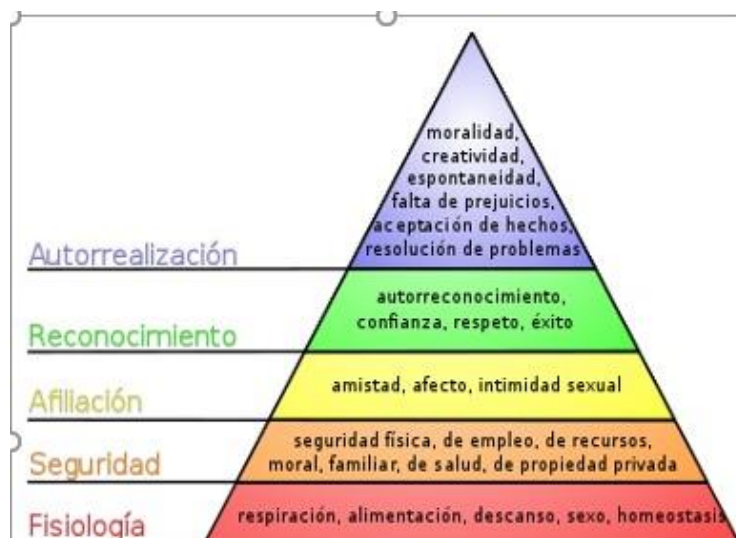 moralidad,
creatividad,
espontaneidad,
falta de prejuicios,
aceptación de hechos,
resolución de problemas
Autorrealización
autorreconocimiento,
confianza, respeto, éxito
Reconocimiento
amistad, afecto, intimidad sexual
Afiliación
seguridad física, de empleo, de recursos,
moral, familiar, de salud, de propiedad privada
Seguridad
respiración, alimentación, descanso, sexo, homeostasis
Fisiología